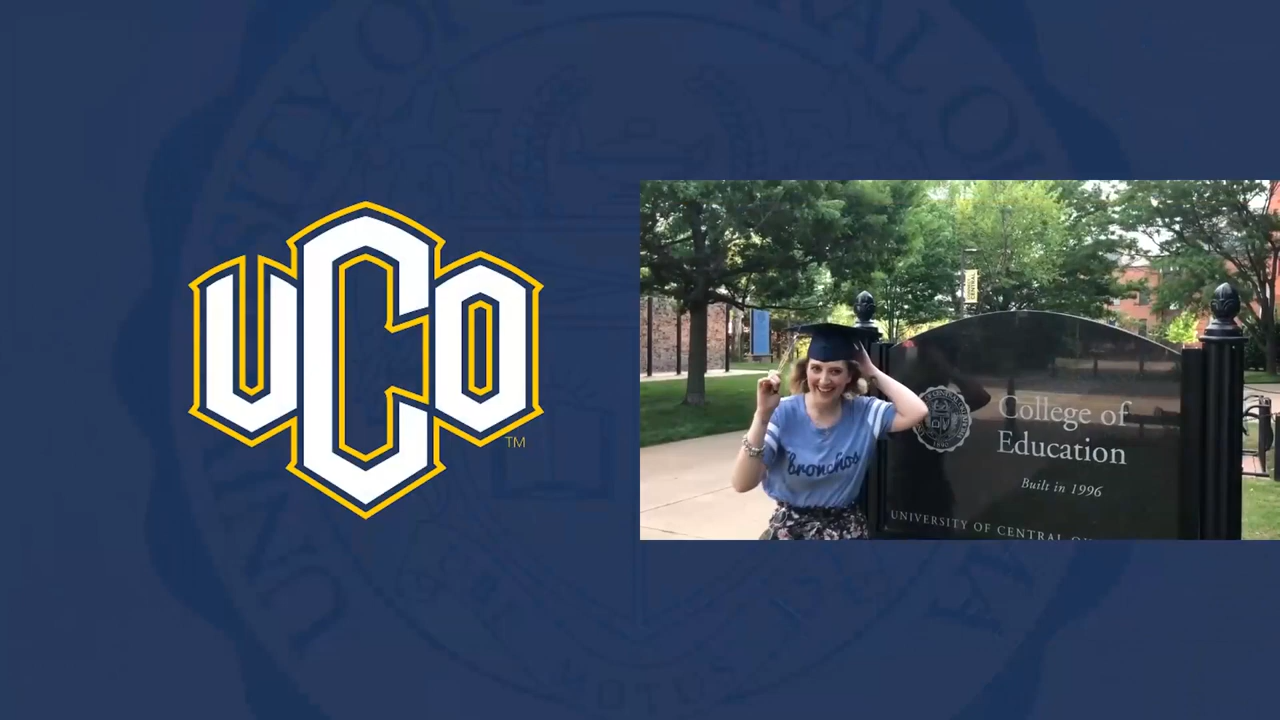 UCO
TM
bronchos
College of
Education
Built in 1996
UNIVERSITY OF CENTRAL